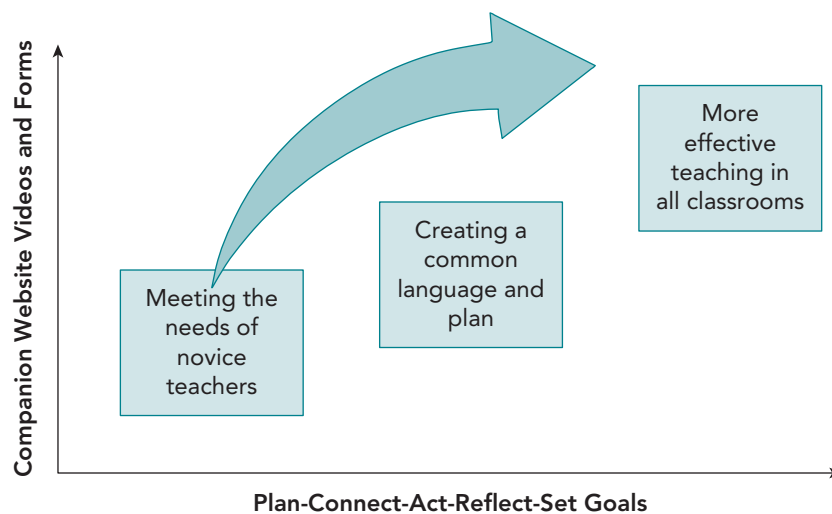 Companion Website Videos and Forms
More
effective
teaching in
all classrooms
Creating a
common
language and
plan
Meeting the
needs of
novice
teachers
Plan-Connect-Act-Reflect-Set Goals